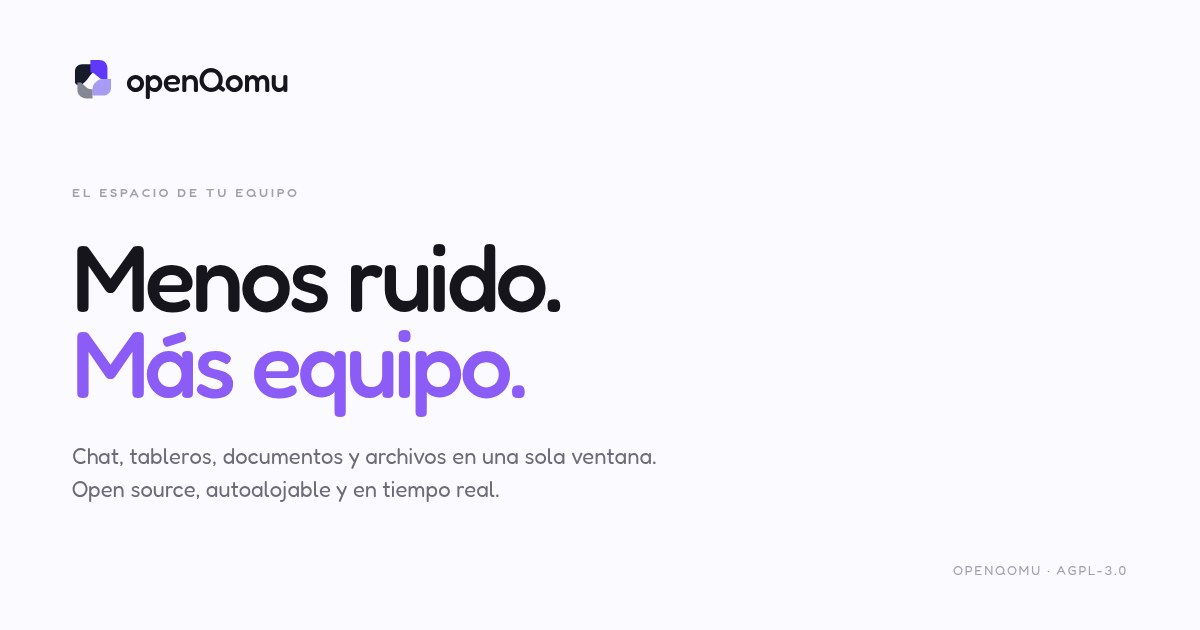 openQomu
EL ESPACIO DE TU EQUIPO
Menos ruido.
Más equipo.
Chat, tableros, documentos y archivos en una sola ventana.
Open source, autoalojable y en tiempo real.
OPENQOMU · AGPL-3.0